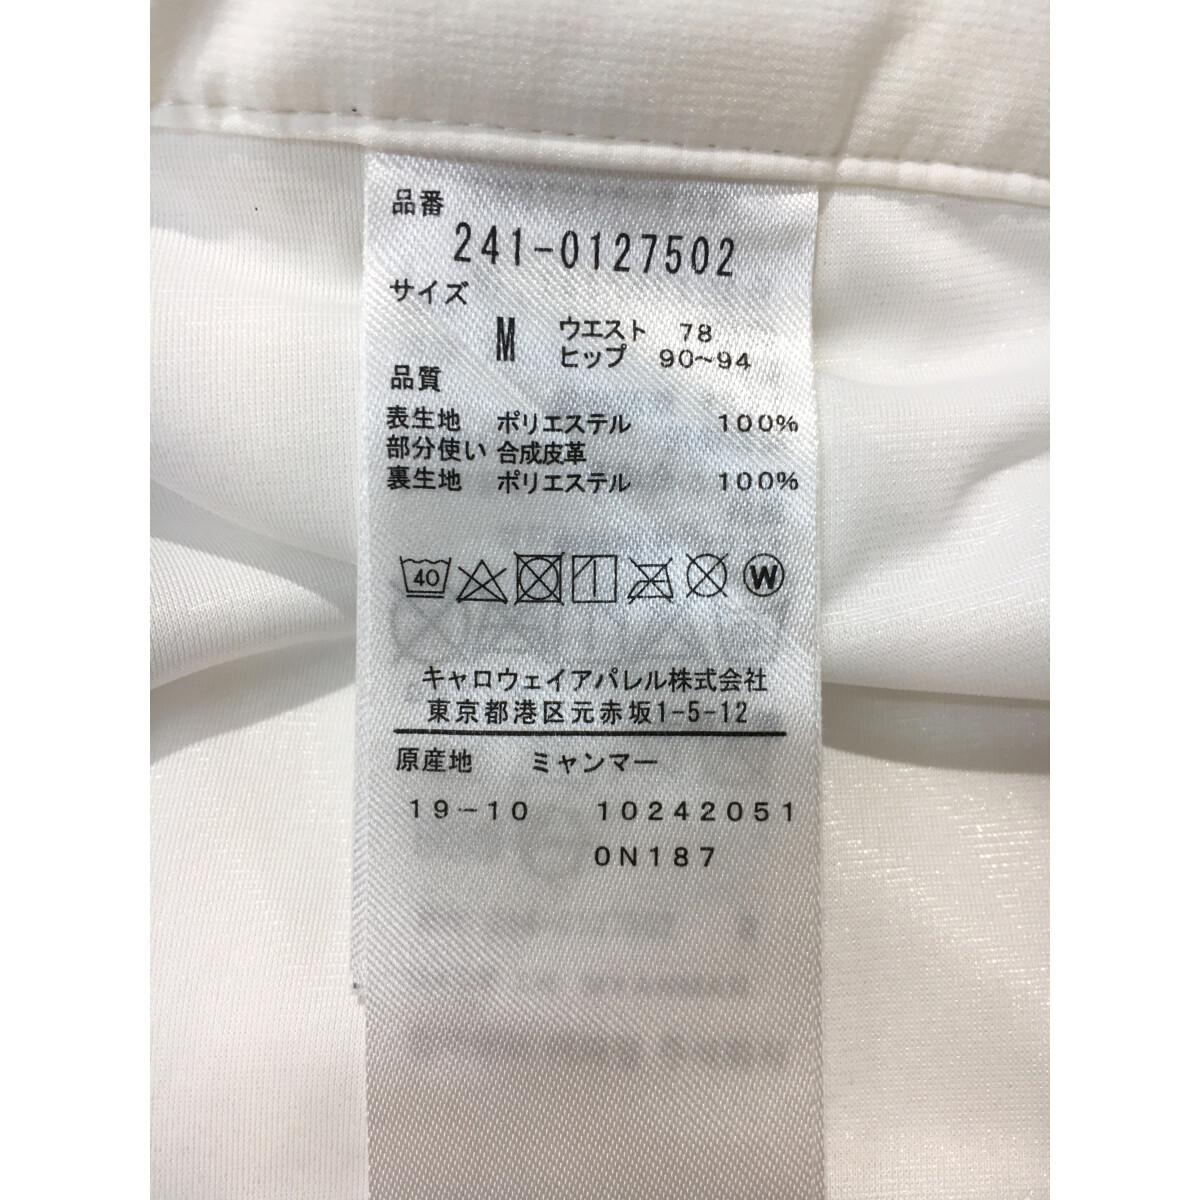 品番
241-0127502
サイズ
M ウエスト 78
ヒップ 90~94
品質
表生地 ポリエステル 100%
部分使い 合成皮革
裏生地 ポリエステル 100%
40 W
キャロウェイアパレル株式会社
東京都港区元赤坂1-5-12
原産地 ミャンマー
19-10 10242051
0N187